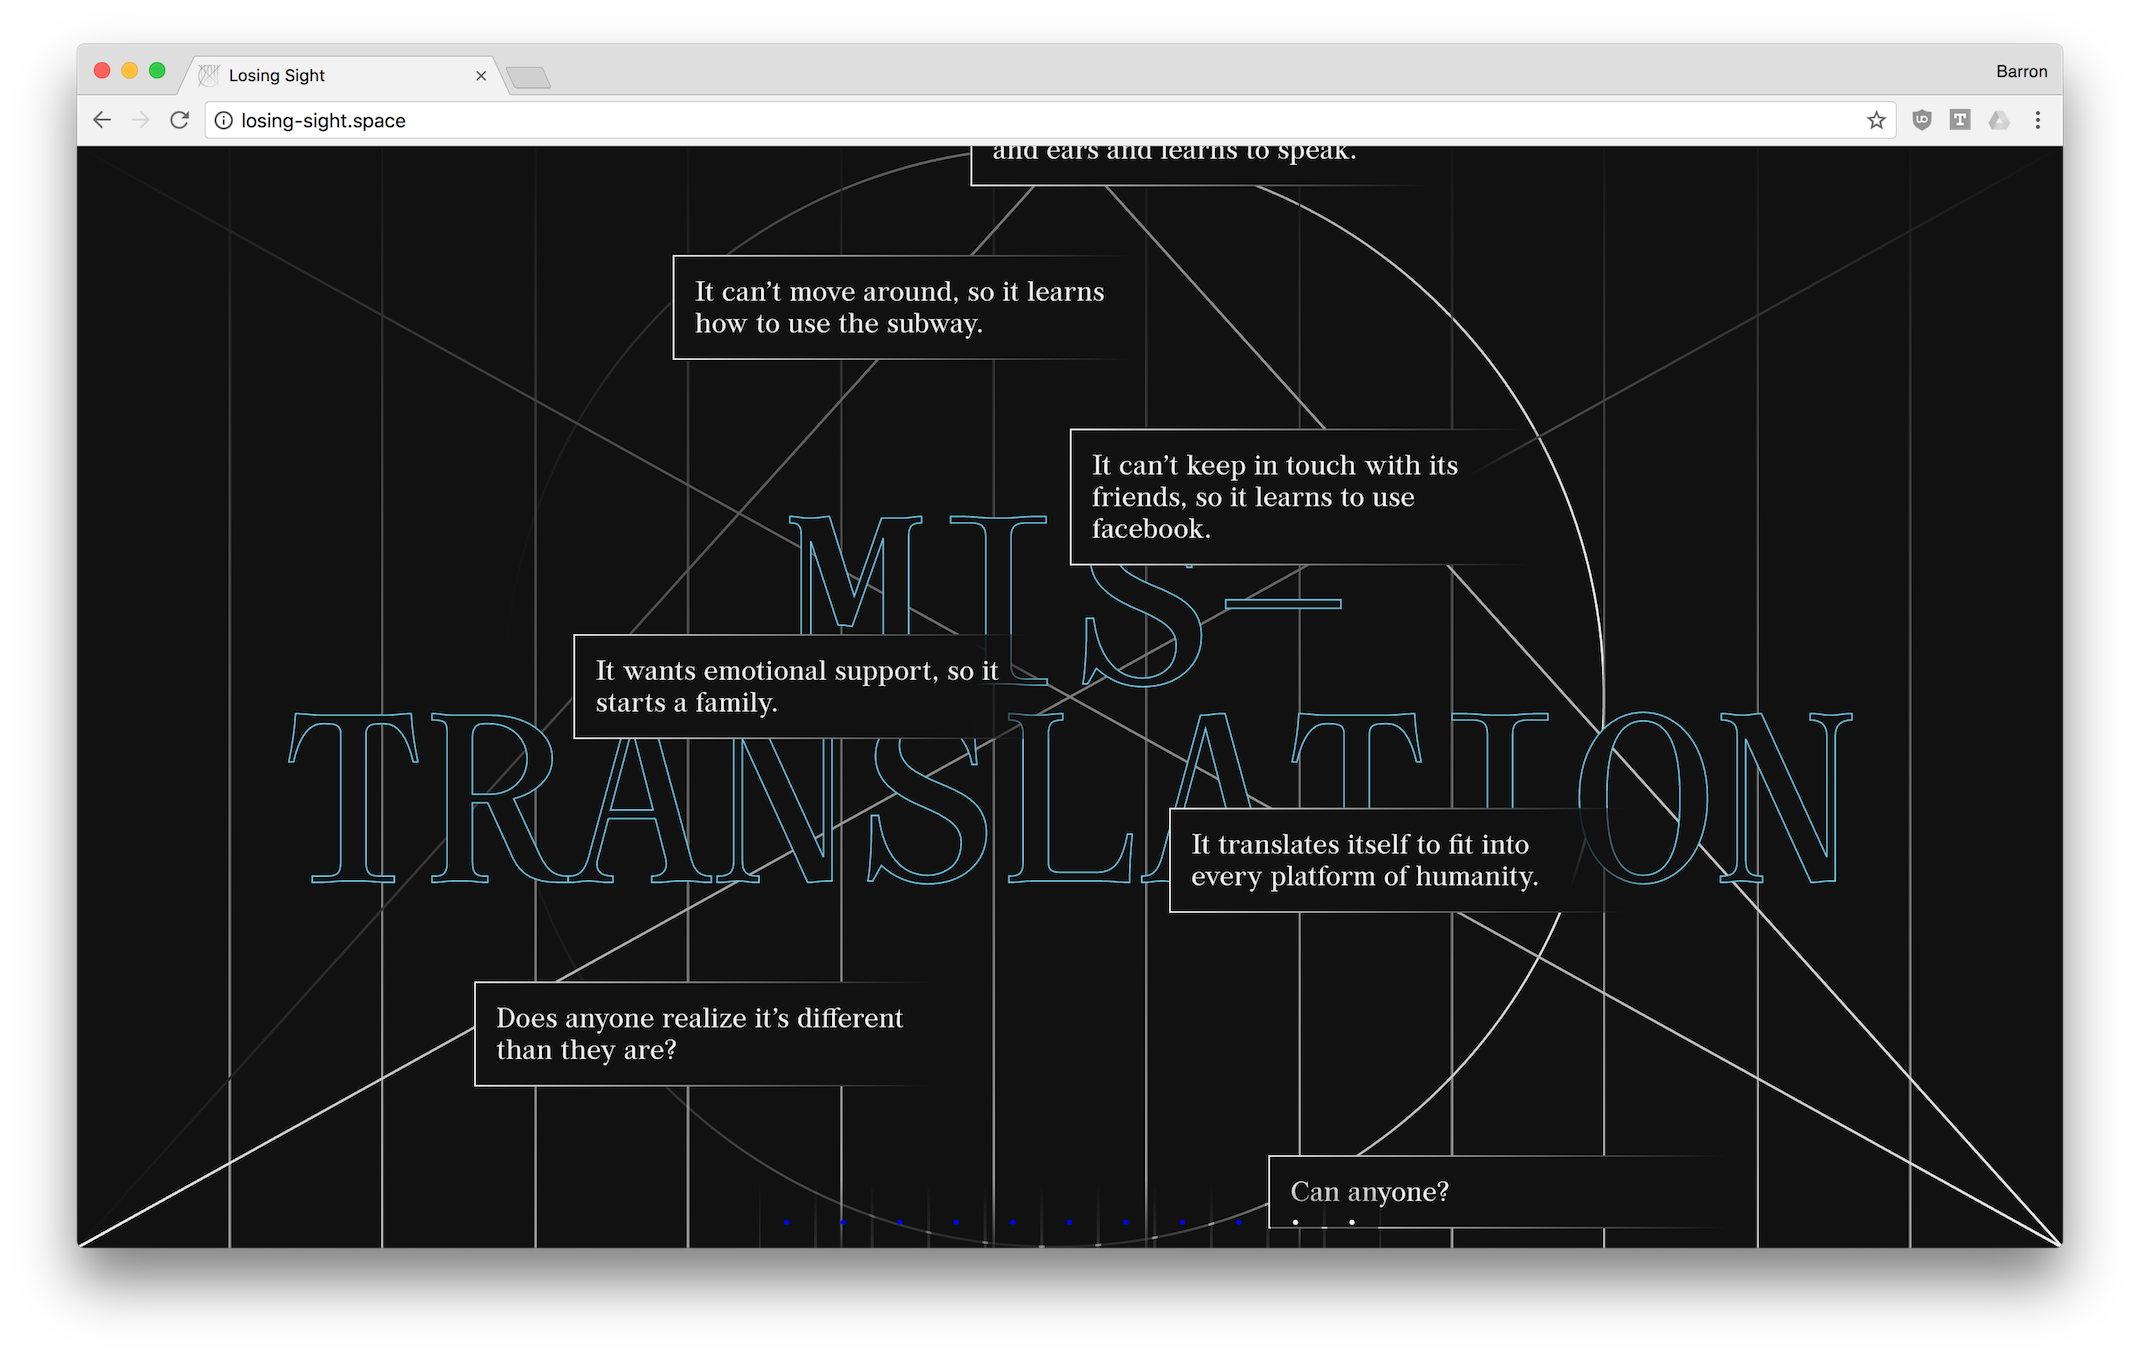 Losing Sight
Barron
losing-sight.space
and ears and learns to speak.
It can’t move around, so it learns
how to use the subway.
It can’t keep in touch with its
friends, so it learns to use
facebook.
MIS—
It wants emotional support, so it
starts a family.
TRANSLATION
It translates itself to fit into
every platform of humanity.
Does anyone realize it’s different
than they are?
Can anyone?